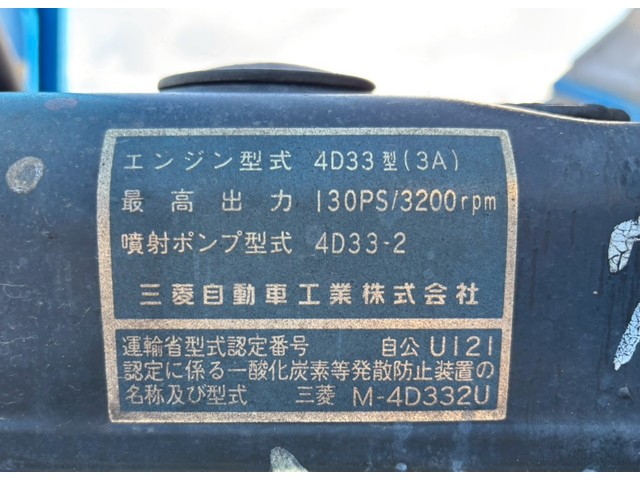 エンジン型式 4D33型(3A)
最高出力 130PS/3200rpm
噴射ポンプ型式 4D33-2
三菱自動車工業株式会社
運輸省型式認定番号 自公 U121
認定に係る一酸化炭素等発散防止装置の
名称及び型式 三菱 M-4D332U